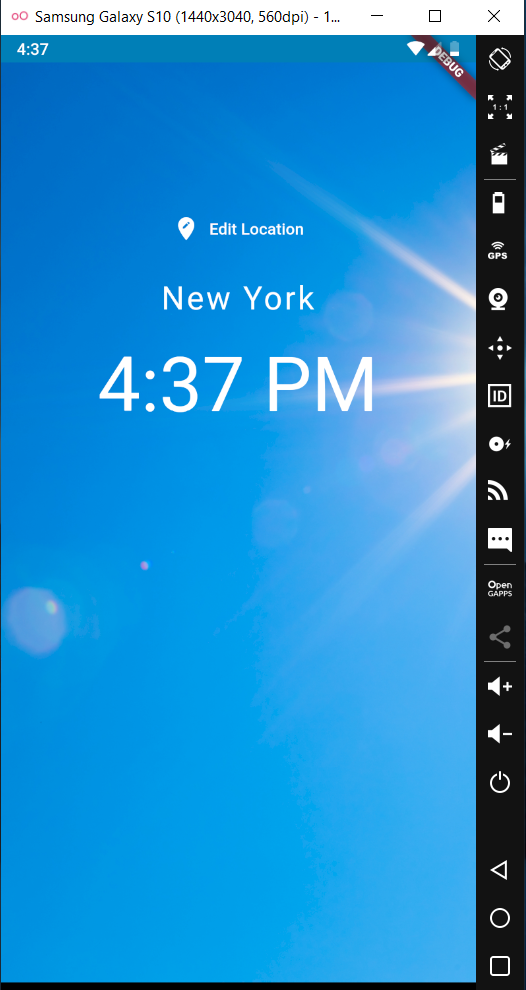 Samsung Galaxy S10 (1440x3040, 560dpi) - 1...
4:37
DEBUG
1 : 1
Edit Location
GPS
New York
4:37 PM
ID
Open
GAPPS